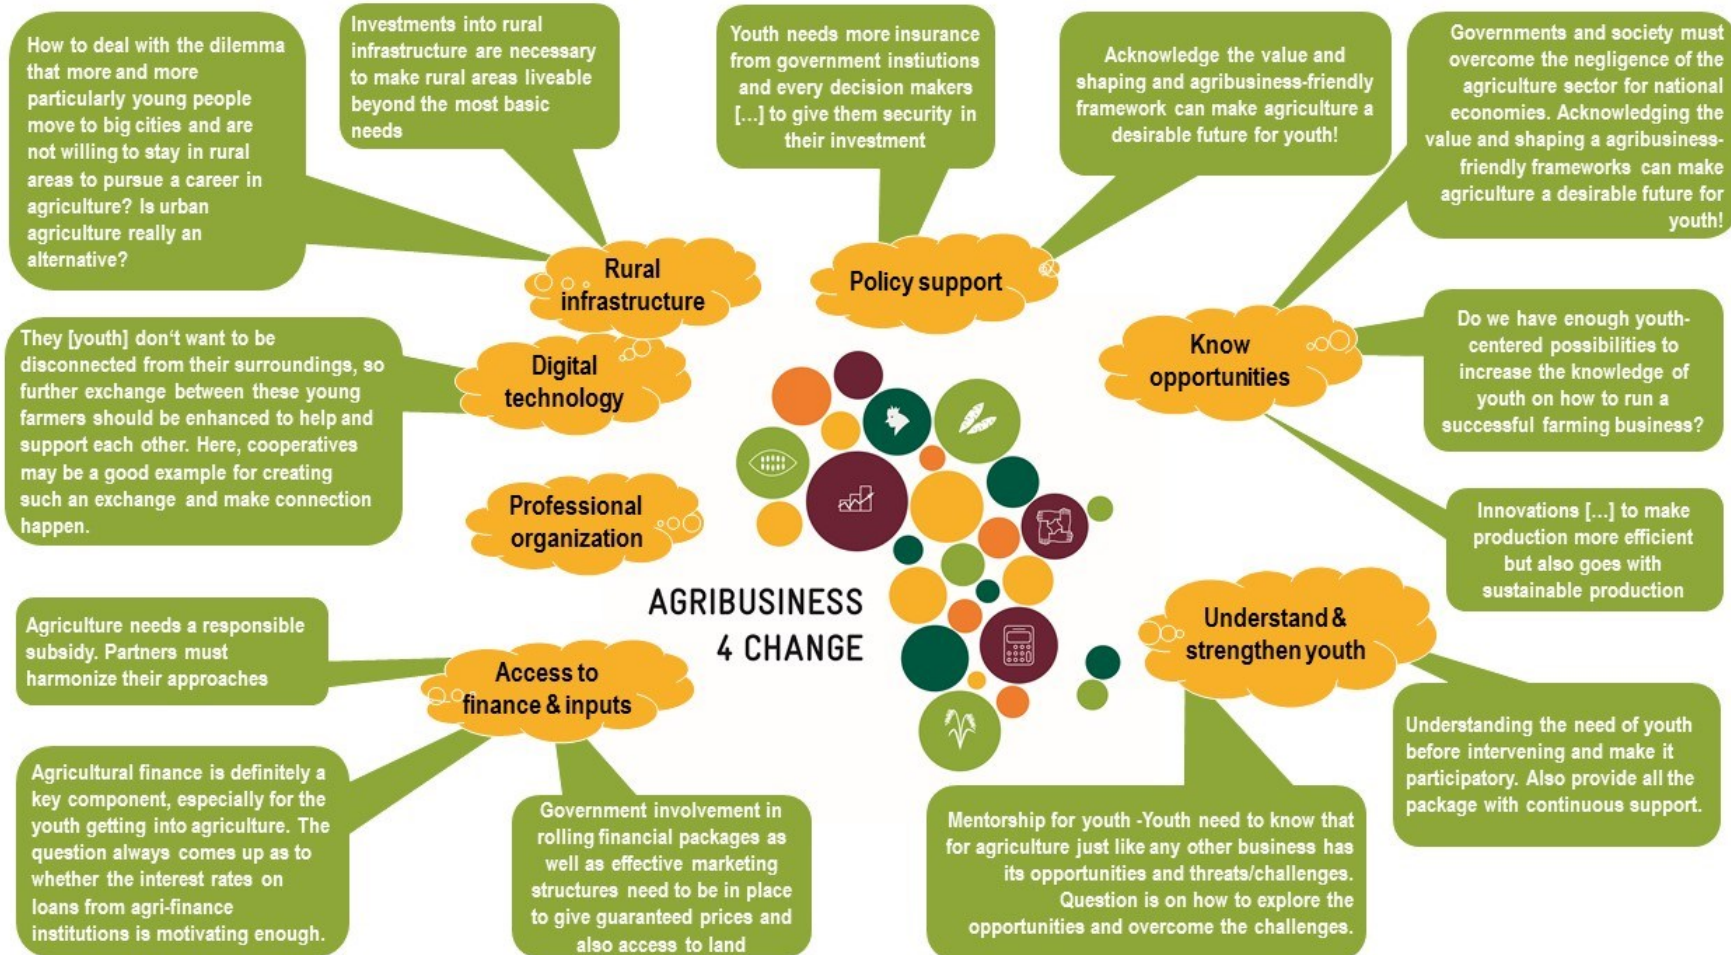 How to deal with the dilemma
that more and more
particularly young people
move to big cities and are
not willing to stay in rural
areas to pursue a career in
agriculture? Is urban
agriculture really an
alternative?
Investments into rural
infrastructure are necessary
to make rural areas liveable
beyond the most basic
needs
Youth needs more insurance
from government instiutions
and every decision makers
[...] to give them security in
their investment
Acknowledge the value and
shaping and agribusiness-friendly
framework can make agriculture a
desirable future for youth!
Governments and society must
overcome the negligence of the
agriculture sector for national
economies. Acknowledging the
value and shaping a agribusiness-
friendly frameworks can make
agriculture a desirable future for
youth!
Rural
infrastructure
Policy support
They [youth] don‘t want to be
disconnected from their surroundings, so
further exchange between these young
farmers should be enhanced to help and
support each other. Here, cooperatives
may be a good example for creating
such an exchange and make connection
happen.
Digital
technology
Know
opportunities
Do we have enough youth-
centered possibilities to
increase the knowledge of
youth on how to run a
successful farming business?
Professional
organization
Innovations [...] to make
production more efficient
but also goes with
sustainable production
AGRIBUSINESS
4 CHANGE
Understand &
strengthen youth
Agriculture needs a responsible
subsidy. Partners must
harmonize their approaches
Access to
finance & inputs
Understanding the need of youth
before intervening and make it
participatory. Also provide all the
package with continuous support.
Agricultural finance is definitely a
key component, especially for the
youth getting into agriculture. The
question always comes up as to
whether the interest rates on
loans from agri-finance
institutions is motivating enough.
Government involvement in
rolling financial packages as
well as effective marketing
structures need to be in place
to give guaranteed prices and
also access to land
Mentorship for youth -Youth need to know that
for agriculture just like any other business has
its opportunities and threats/challenges.
Question is on how to explore the
opportunities and overcome the challenges.